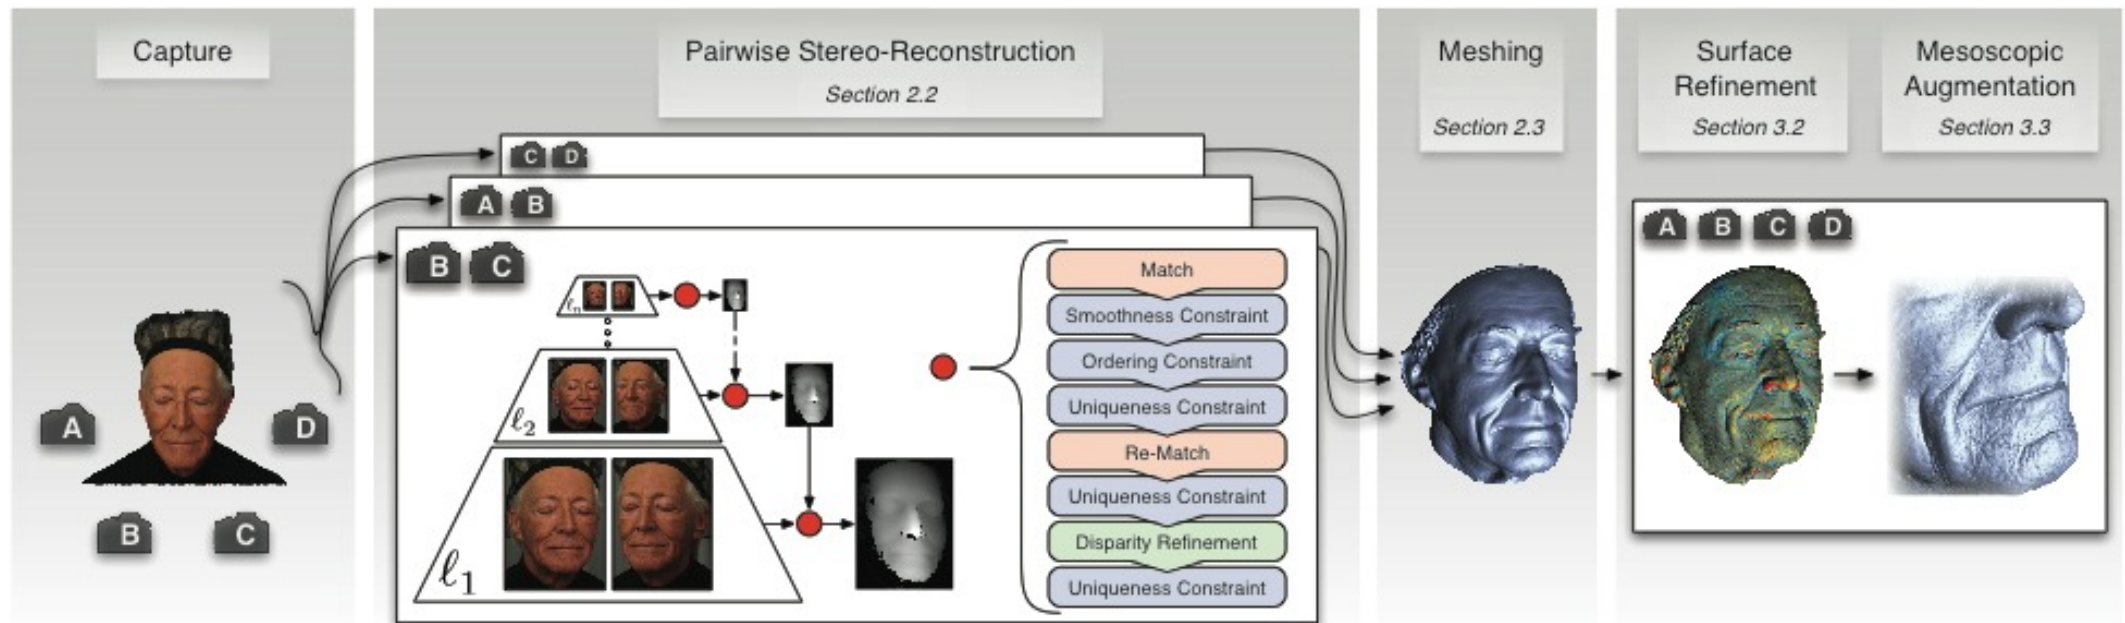 Capture
Pairwise Stereo-Reconstruction
Section 2.2
Meshing
Section 2.3
Surface
Refinement
Section 3.2
Mesoscopic
Augmentation
Section 3.3
A
D
B
C
C D
A B
B C
ℓn
ℓ2
ℓ1
Match
Smoothness Constraint
Ordering Constraint
Uniqueness Constraint
Re-Match
Uniqueness Constraint
Disparity Refinement
Uniqueness Constraint
A B C D